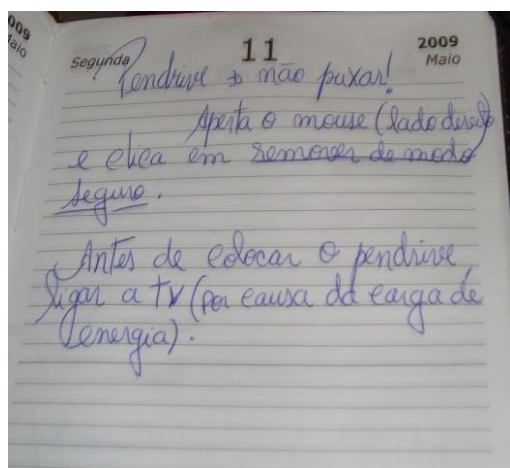 009
Maio
Segunda
11
2009
Maio
Pendrive → não puxar!
Aperta o mouse (lado direito)
e clica em remover de modo
seguro.
Antes de colocar o pendrive,
ligar a TV (por causa da carga de
energia).